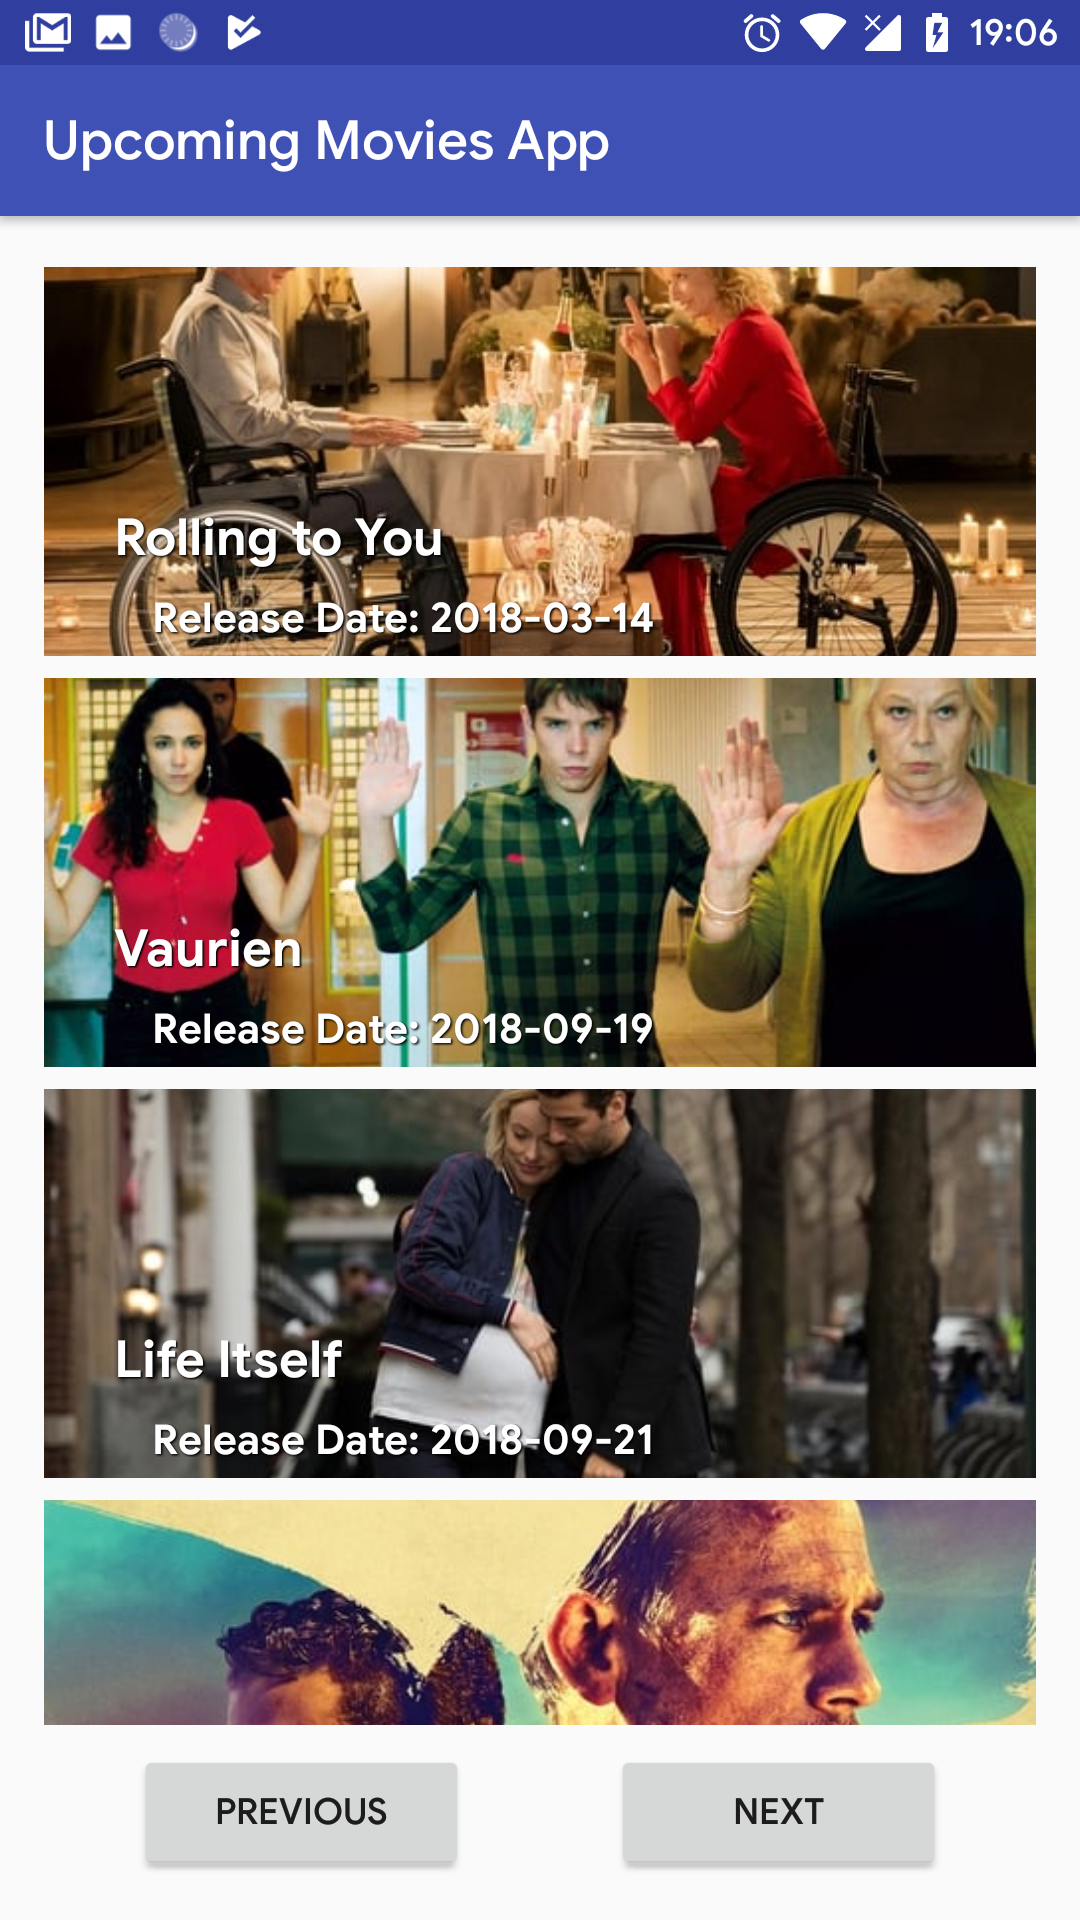 19:06
Upcoming Movies App
Rolling to You
Release Date: 2018-03-14
Vaurien
Release Date: 2018-09-19
Life Itself
Release Date: 2018-09-21
PREVIOUS
NEXT